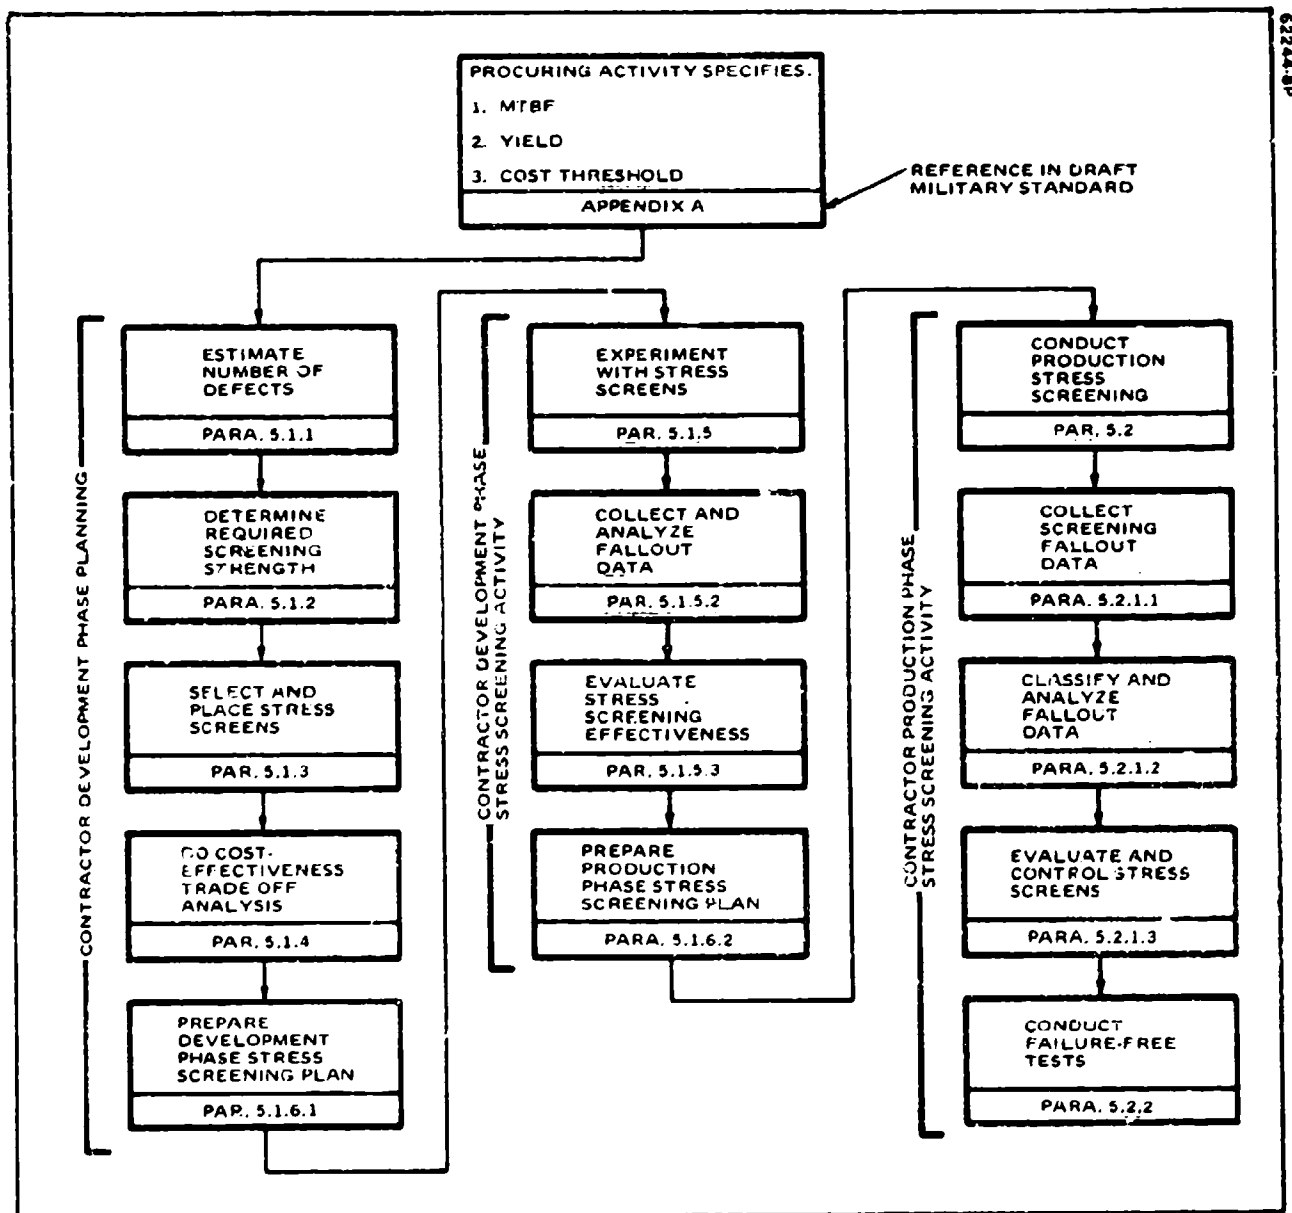 62244-8P
PROCURING ACTIVITY SPECIFIES.
1. MTBF
2. YIELD
3. COST THRESHOLD
APPENDIX A
REFERENCE IN DRAFT
MILITARY STANDARD
CONTRACTOR DEVELOPMENT PHASE PLANNING
ESTIMATE
NUMBER OF
DEFECTS
PARA. 5.1.1
DETERMINE
REQUIRED
SCREENING
STRENGTH
PARA. 5.1.2
SELECT AND
PLACE STRESS
SCREENS
PAR. 5.1.3
DO COST-
EFFECTIVENESS
TRADE OFF
ANALYSIS
PAR. 5.1.4
PREPARE
DEVELOPMENT
PHASE STRESS
SCREENING PLAN
PAR. 5.1.6.1
CONTRACTOR DEVELOPMENT PHASE
STRESS SCREENING ACTIVITY
EXPERIMENT
WITH STRESS
SCREENS
PAR. 5.1.5
COLLECT AND
ANALYZE
FALLOUT
DATA
PAR. 5.1.5.2
EVALUATE
STRESS
SCREENING
EFFECTIVENESS
PAR. 5.1.5.3
PREPARE
PRODUCTION
PHASE STRESS
SCREENING PLAN
PARA. 5.1.6.2
CONTRACTOR PRODUCTION PHASE
STRESS SCREENING ACTIVITY
CONDUCT
PRODUCTION
STRESS
SCREENING
PAR. 5.2
COLLECT
SCREENING
FALLOUT
DATA
PARA. 5.2.1.1
CLASSIFY AND
ANALYZE
FALLOUT
DATA
PARA. 5.2.1.2
EVALUATE AND
CONTROL STRESS
SCREENS
PARA. 5.2.1.3
CONDUCT
FAILURE-FREE
TESTS
PARA. 5.2.2